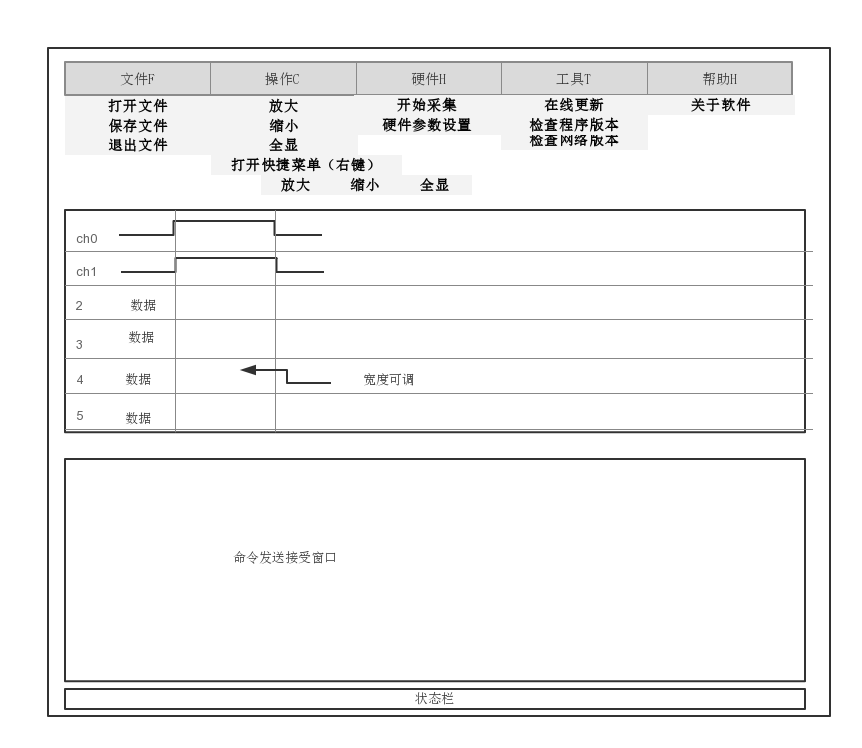 文件F 操作C 硬件H 工具T 帮助H
打开文件 放大 开始采集 在线更新 关于软件
保存文件 缩小 硬件参数设置 检查程序版本
退出文件 全显 检查网络版本
打开快捷菜单（右键）
放大 缩小 全显
ch0
ch1
2 数据
3 数据
4 数据 宽度可调
5 数据
命令发送接受窗口
状态栏